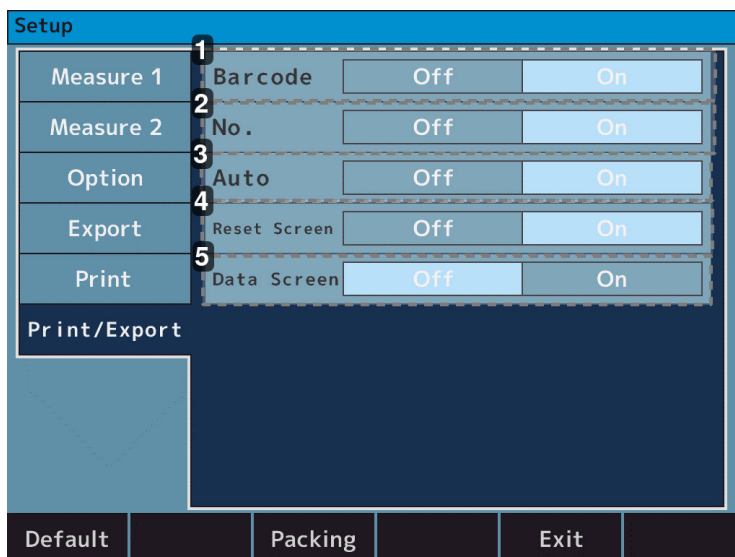 Setup
Measure 1
1 Barcode Off On
Measure 2
2 No. Off On
Option
3 Auto Off On
Export
4 Reset Screen Off On
Print
5 Data Screen Off On
Print/Export
Default Packing Exit